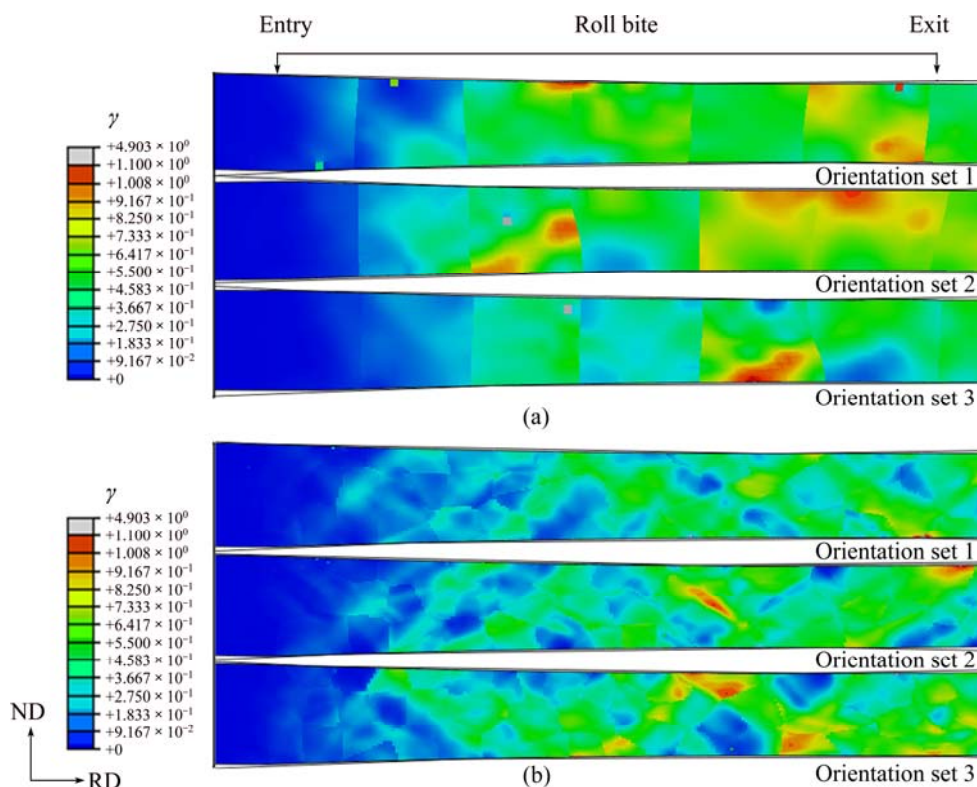 Entry Roll bite Exit
γ
+4.903 × 10⁰
+1.100 × 10⁰
+1.008 × 10⁰
+9.167 × 10⁻¹
+8.250 × 10⁻¹
+7.333 × 10⁻¹
+6.417 × 10⁻¹
+5.500 × 10⁻¹
+4.583 × 10⁻¹
+3.667 × 10⁻¹
+2.750 × 10⁻¹
+1.833 × 10⁻¹
+9.167 × 10⁻²
+0
Orientation set 1
Orientation set 2
Orientation set 3
(a)
γ
+4.903 × 10⁰
+1.100 × 10⁰
+1.008 × 10⁰
+9.167 × 10⁻¹
+8.250 × 10⁻¹
+7.333 × 10⁻¹
+6.417 × 10⁻¹
+5.500 × 10⁻¹
+4.583 × 10⁻¹
+3.667 × 10⁻¹
+2.750 × 10⁻¹
+1.833 × 10⁻¹
+9.167 × 10⁻²
+0
Orientation set 1
Orientation set 2
Orientation set 3
ND
RD
(b)